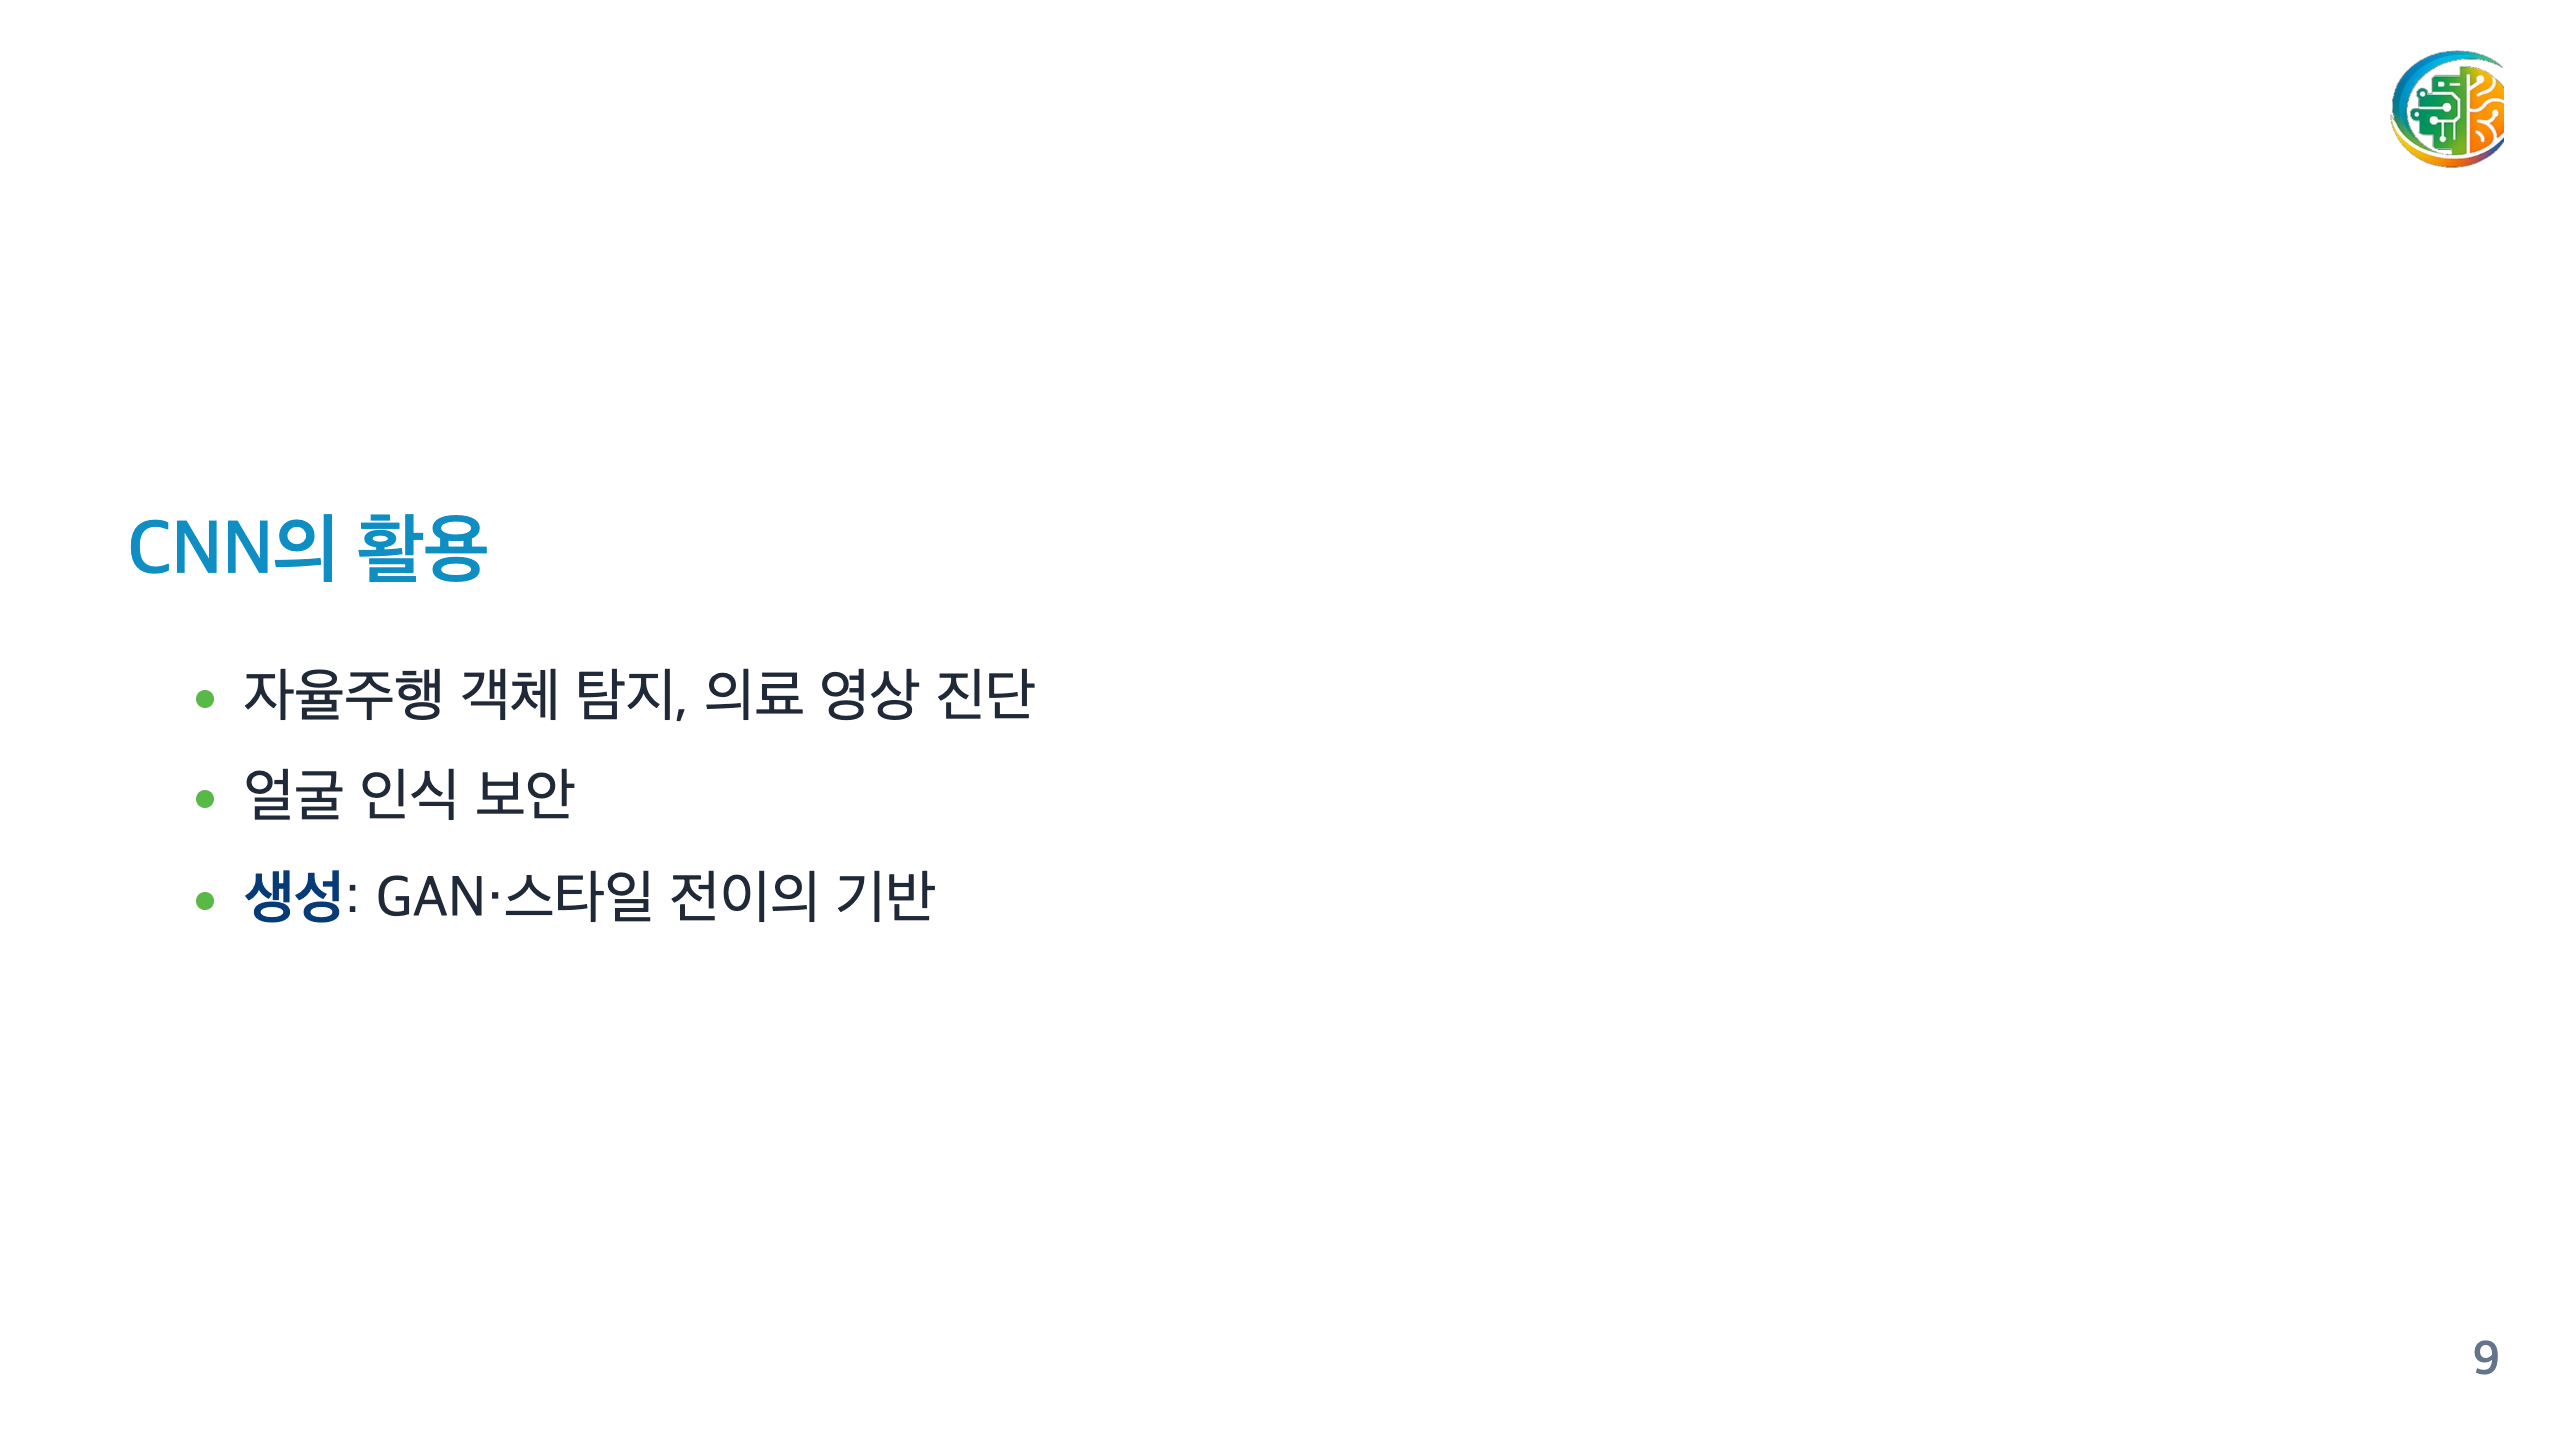 CNN의 활용
자율주행 객체 탐지, 의료 영상 진단
얼굴 인식 보안
생성: GAN·스타일 전이의 기반
9